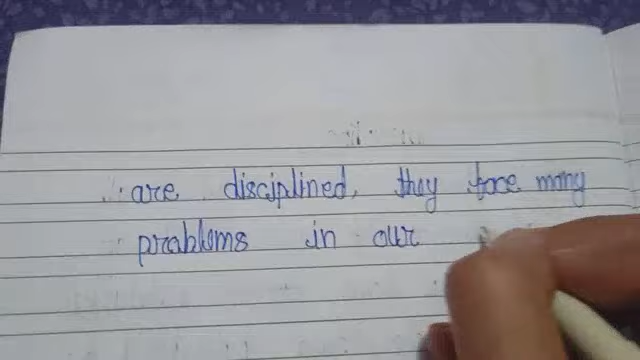 are disciplined, they face many
problems in our